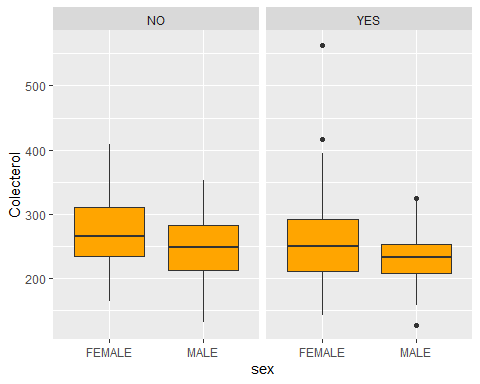 NO YES
Colecterol
500
400
300
200
FEMALE MALE FEMALE MALE
sex